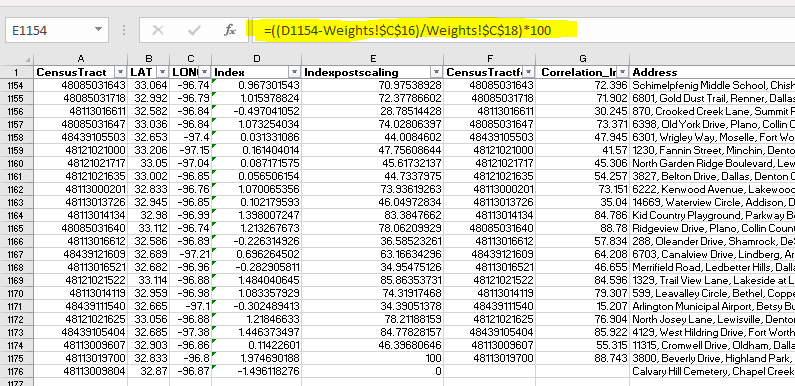 E1154 fx =((D1154-Weights!$C$16)/Weights!$C$18)*100
A B C D E F G H
1 CensusTract LAT LON Index Indexpostscaling CensusTractf Correlation_Ir Address
1154 48085031643 33.064 -96.74 0.967301543 70.97538928 48085031643 72.396 Schimelpfenig Middle School, Chish
1155 48085031718 32.992 -96.79 1.015978824 72.37786602 48085031718 71.902 6801, Gold Dust Trail, Renner, Dallas
1156 48113016611 32.582 -96.84 -0.497041052 28.78514428 48113016611 30.245 870, Crooked Creek Lane, Summit P
1157 48085031647 33.036 -96.84 1.073254034 74.02806397 48085031647 73.371 6398, Old York Drive, Plano, Collin C
1158 48439105503 32.653 -97.4 0.031331086 44.0084602 48439105503 47.945 6301, Wrigley Way, Moselle, Fort Wo
1159 48121021000 33.206 -97.15 0.161404014 47.75608644 48121021000 41.57 1230, Fannin Street, Minchin, Dento
1160 48121021717 33.05 -97.04 0.087171575 45.61732137 48121021717 45.306 North Garden Ridge Boulevard, Lew
1161 48121021635 33.002 -96.85 0.056506154 44.7337975 48121021635 54.257 3827, Belton Drive, Dallas, Denton C
1162 48113000201 32.833 -96.76 1.070065356 73.93619263 48113000201 73.151 6222, Kenwood Avenue, Lakewood
1163 48113013726 32.945 -96.85 0.102179593 46.04972834 48113013726 35.04 14669, Waterview Circle, Addison, D
1164 48113014134 32.98 -96.99 1.398007247 83.3847662 48113014134 84.786 Kid Country Playground, Parkway Bo
1165 48085031640 33.112 -96.74 1.213267673 78.06209929 48085031640 88.78 Ridgeview Drive, Plano, Collin Count
1166 48113016612 32.586 -96.89 -0.226314926 36.58523261 48113016612 57.834 288, Oleander Drive, Shamrock, DeS
1167 48439121609 32.689 -97.21 0.696264502 63.16634296 48439121609 64.208 6703, Canalview Drive, Lindberg, Ar
1168 48113016521 32.682 -96.96 -0.282905811 34.95475126 48113016521 46.655 Merrifield Road, Ledbetter Hills, Dalla
1169 48121021522 33.114 -96.88 1.484040645 85.86353731 48121021522 84.596 1329, Trail View Lane, Lakeside at L
1170 48113014119 32.959 -96.98 1.083357929 74.31917468 48113014119 79.307 599, Leavalley Circle, Bethel, Coppe
1171 48439111540 32.665 -97.1 -0.302489413 34.39051378 48439111540 15.207 Arlington Municipal Airport, Betsy Bu
1172 48121021625 33.056 -96.88 1.21846633 78.21188159 48121021625 76.904 North Josey Lane, Lewisville, Denton
1173 48439105404 32.685 -97.38 1.446373497 84.77828157 48439105404 85.922 4129, West Hildring Drive, Fort Worth
1174 48113009607 32.903 -96.86 0.11422601 46.39680646 48113009607 55.315 11315, Cromwell Drive, Oldham, Dalla
1175 48113019700 32.833 -96.8 1.974690188 100 48113019700 88.743 3800, Beverly Drive, Highland Park,
1176 48113009804 32.87 -96.87 -1.496118276 0 Calvary Hill Cemetery, Chapel Creek
1177